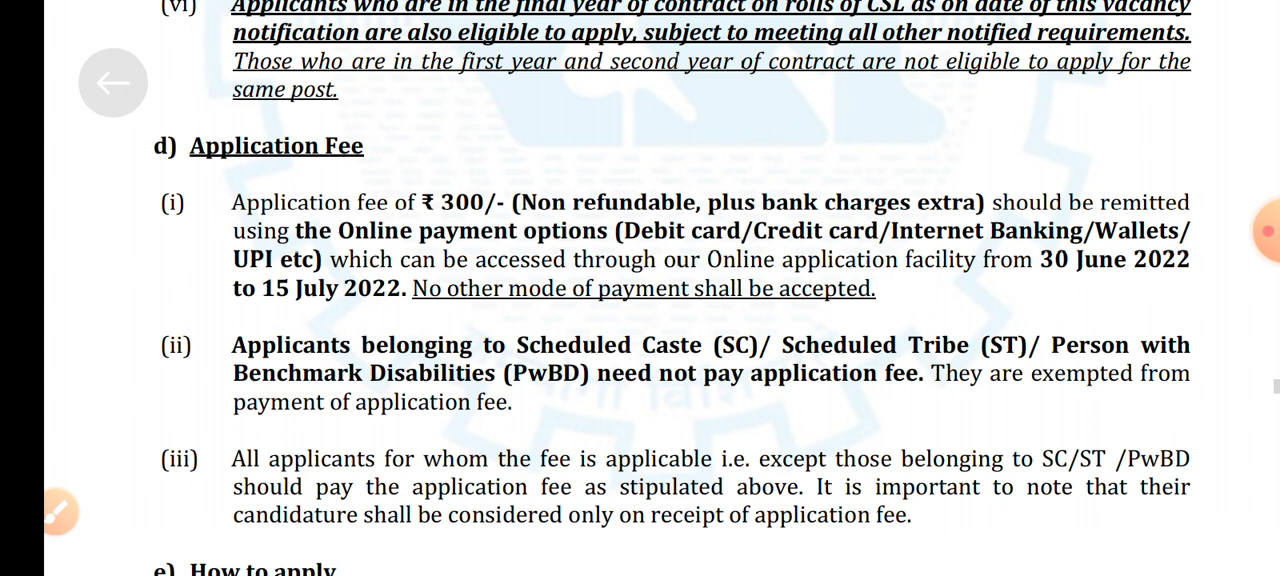 (vi) Applicants who are in the final year of contract on rolls of CSL as on date of this vacancy
notification are also eligible to apply, subject to meeting all other notified requirements.
Those who are in the first year and second year of contract are not eligible to apply for the
same post.
d) Application Fee
(i) Application fee of ₹ 300/- (Non refundable, plus bank charges extra) should be remitted
using the Online payment options (Debit card/Credit card/Internet Banking/Wallets/
UPI etc) which can be accessed through our Online application facility from 30 June 2022
to 15 July 2022. No other mode of payment shall be accepted.
(ii) Applicants belonging to Scheduled Caste (SC)/ Scheduled Tribe (ST)/ Person with
Benchmark Disabilities (PwBD) need not pay application fee. They are exempted from
payment of application fee.
(iii) All applicants for whom the fee is applicable i.e. except those belonging to SC/ST /PwBD
should pay the application fee as stipulated above. It is important to note that their
candidature shall be considered only on receipt of application fee.
e) How to apply